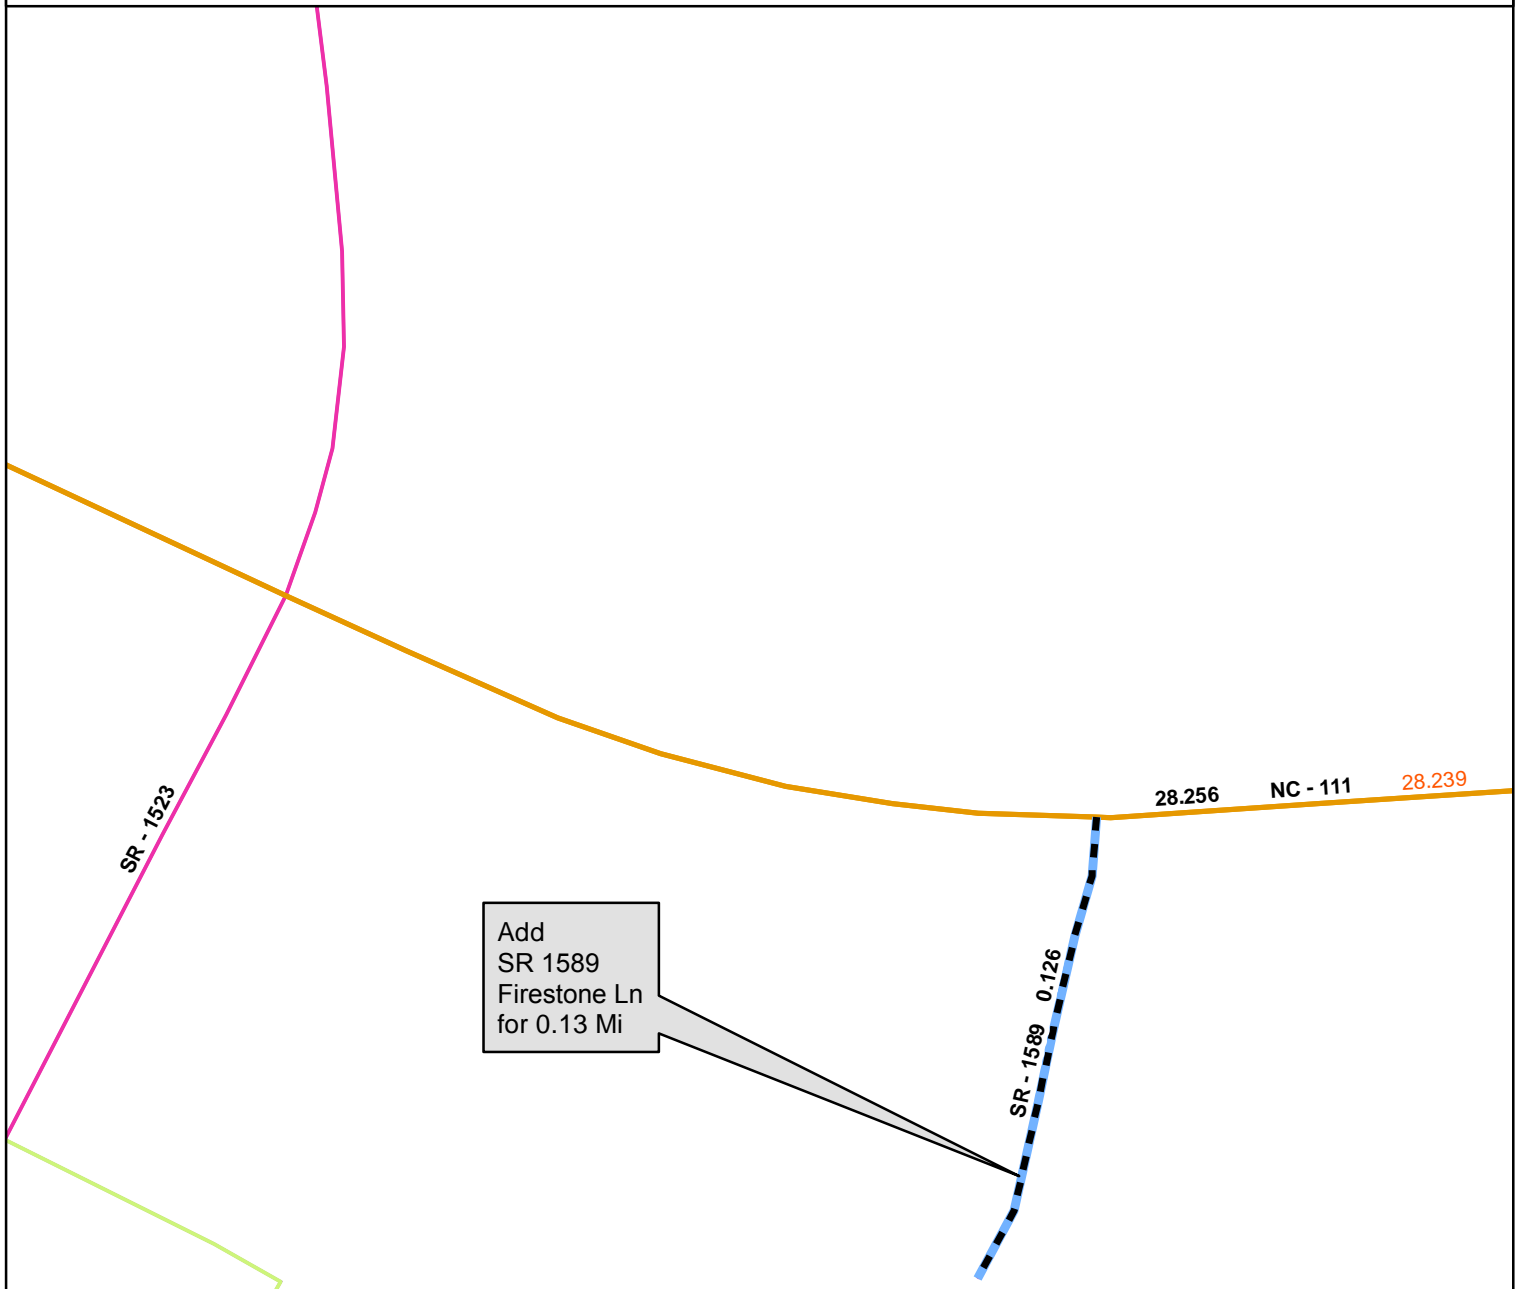 28.256 NC - 111 28.239
SR - 1523
Add
SR 1589
Firestone Ln
for 0.13 Mi
SR - 1589 0.126